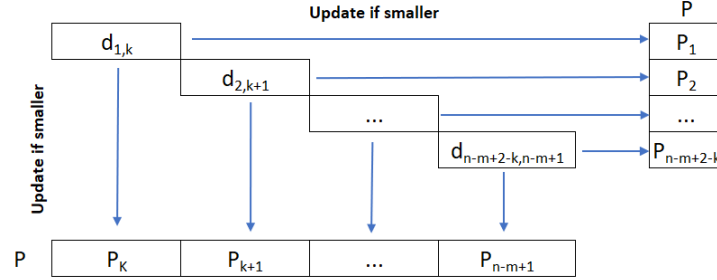 Update if smaller
P
d1,k
P1
d2,k+1
P2
...
...
dn-m+2-k,n-m+1
Pn-m+2-k
Update if smaller
P
PK
Pk+1
...
Pn-m+1